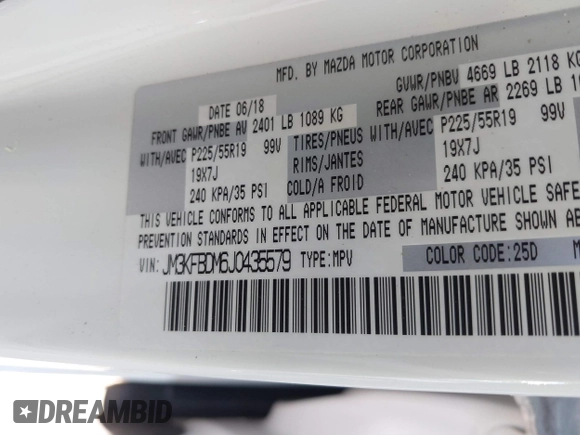 MFD. BY MAZDA MOTOR CORPORATION
DATE 06/18 GVWR/PNBV 4669 LB 2118 KG
FRONT GAWR/PNBE AV 2401 LB 1089 KG REAR GAWR/PNBE AR 2269 LB
WITH/AVEC P225/55R19 99V TIRES/PNEUS WITH/AVEC P225/55R19 99V
19X7J RIMS/JANTES 19X7J
240 KPA/35 PSI COLD/A FROID 240 KPA/35 PSI
THIS VEHICLE CONFORMS TO ALL APPLICABLE FEDERAL MOTOR VEHICLE
PREVENTION STANDARDS IN EFFECT ON THE DATE OF MANUFACTURE SHOWN
VIN: JM3KFBDM6J0435579 TYPE:MPV COLOR CODE:25D
DREAMBID